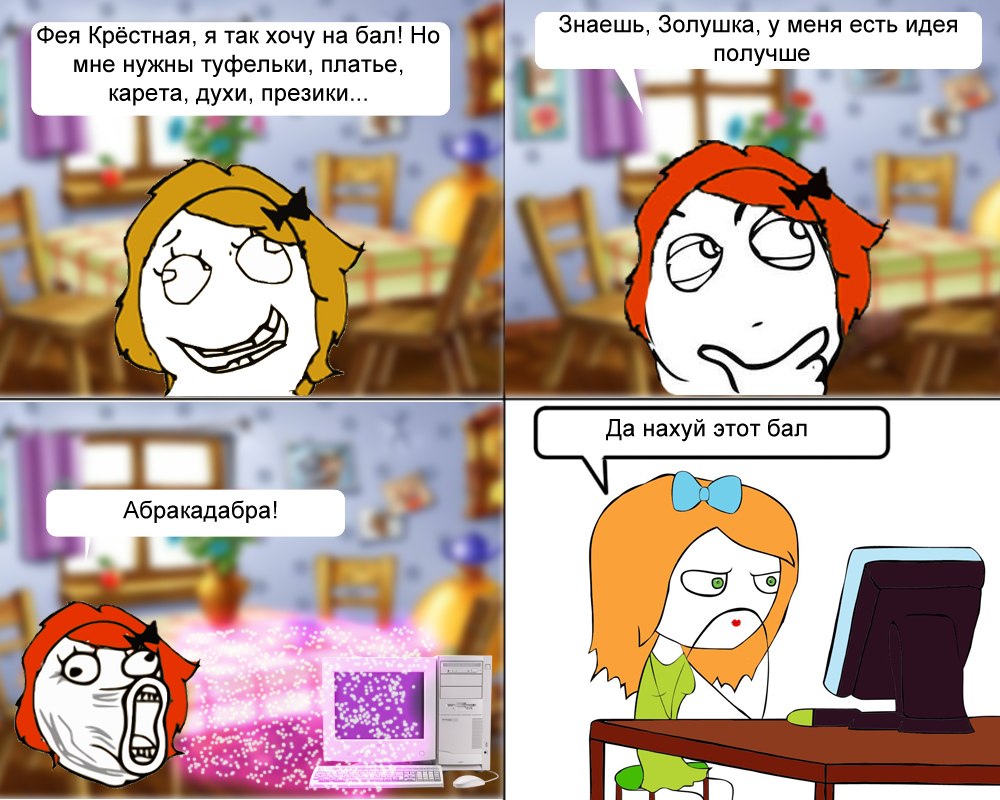 Фея Крёстная, я так хочу на бал! Но
мне нужны туфельки, платье,
карета, духи, презики...
Знаешь, Золушка, у меня есть идея
получше
Абракадабра!
Да нахуй этот бал